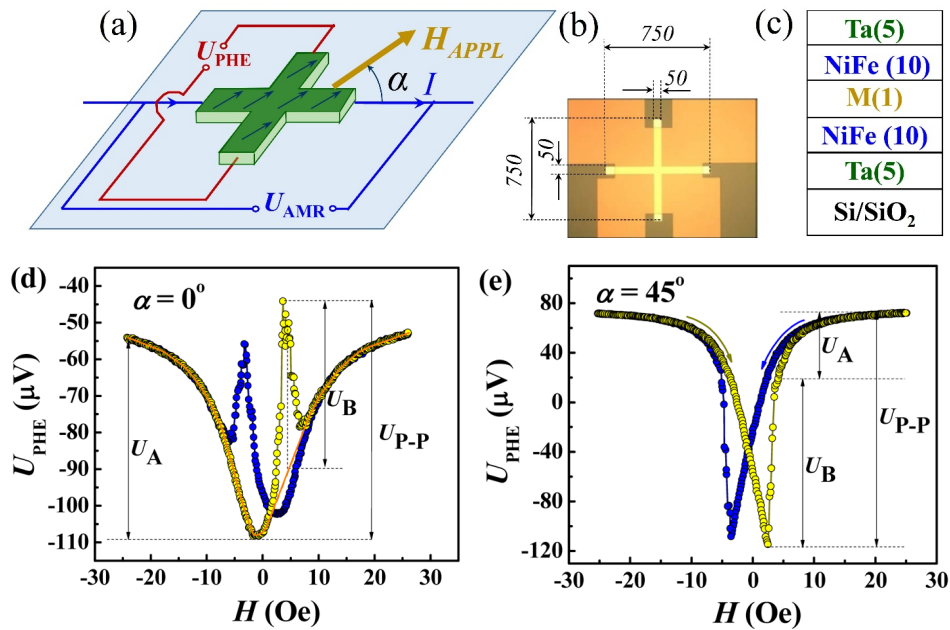 (a)
U_PHE
H_APPL
α
I
U_AMR
(b)
750
50
750
50
(c)
Ta(5)
NiFe (10)
M(1)
NiFe (10)
Ta(5)
Si/SiO₂
(d)
α = 0°
U_PHE (μV)
-40
-50
-60
-70
-80
-90
-100
-110
U_A
U_B
U_P-P
-30 -20 -10 0 10 20 30
H (Oe)
(e)
α = 45°
U_PHE (μV)
80
40
0
-40
-80
-120
U_A
U_B
U_P-P
-30 -20 -10 0 10 20 30
H (Oe)